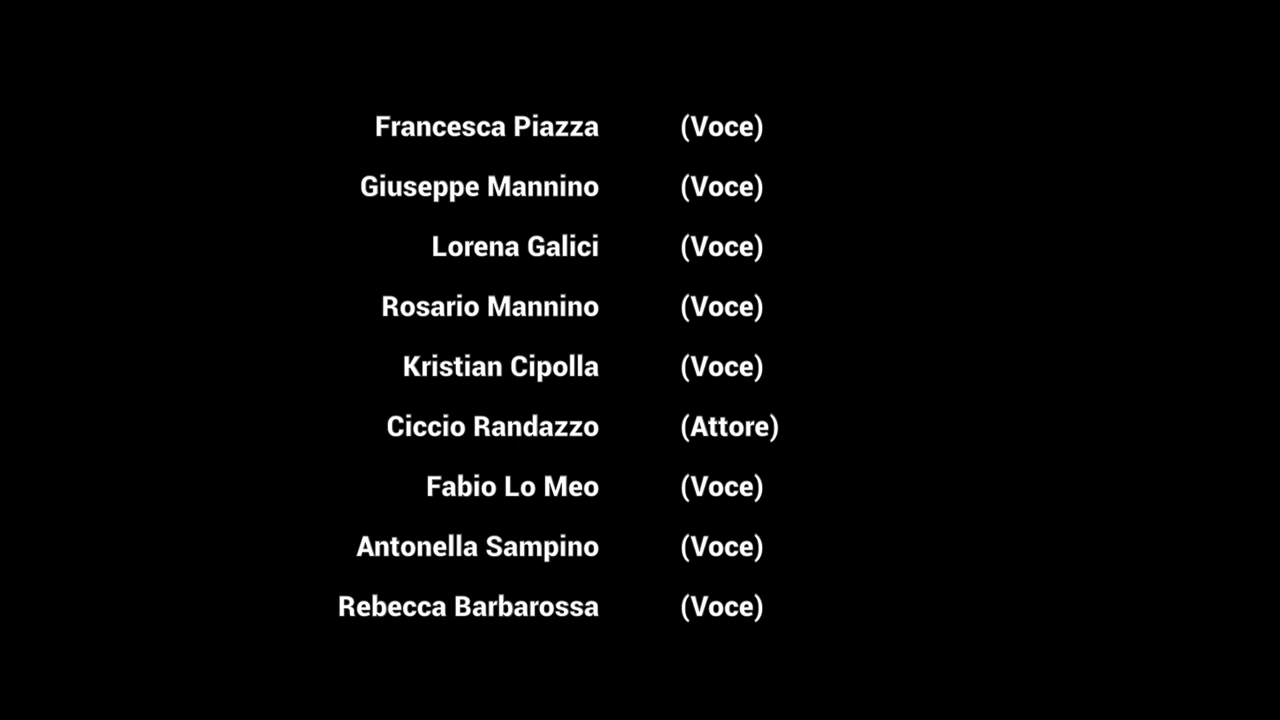 Francesca Piazza (Voce)
Giuseppe Mannino (Voce)
Lorena Galici (Voce)
Rosario Mannino (Voce)
Kristian Cipolla (Voce)
Ciccio Randazzo (Attore)
Fabio Lo Meo (Voce)
Antonella Sampino (Voce)
Rebecca Barbarossa (Voce)